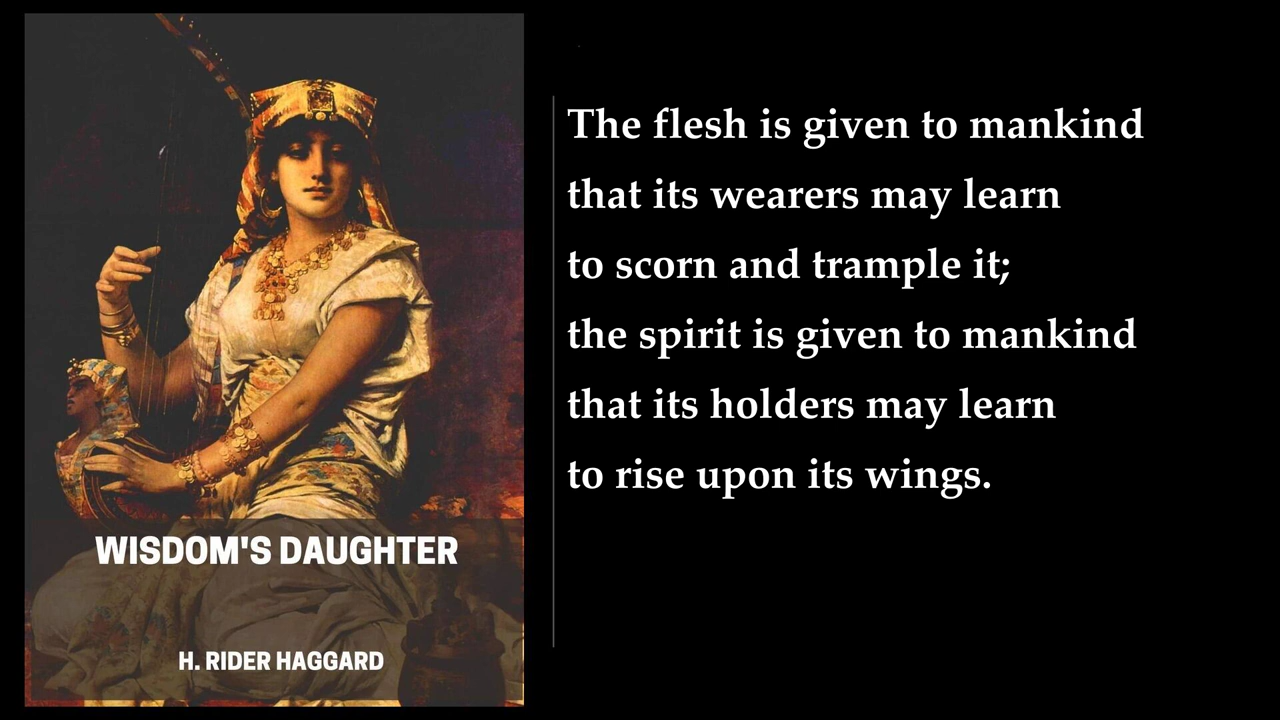 WISDOM'S DAUGHTER
H. RIDER HAGGARD
The flesh is given to mankind
that its wearers may learn
to scorn and trample it;
the spirit is given to mankind
that its holders may learn
to rise upon its wings.